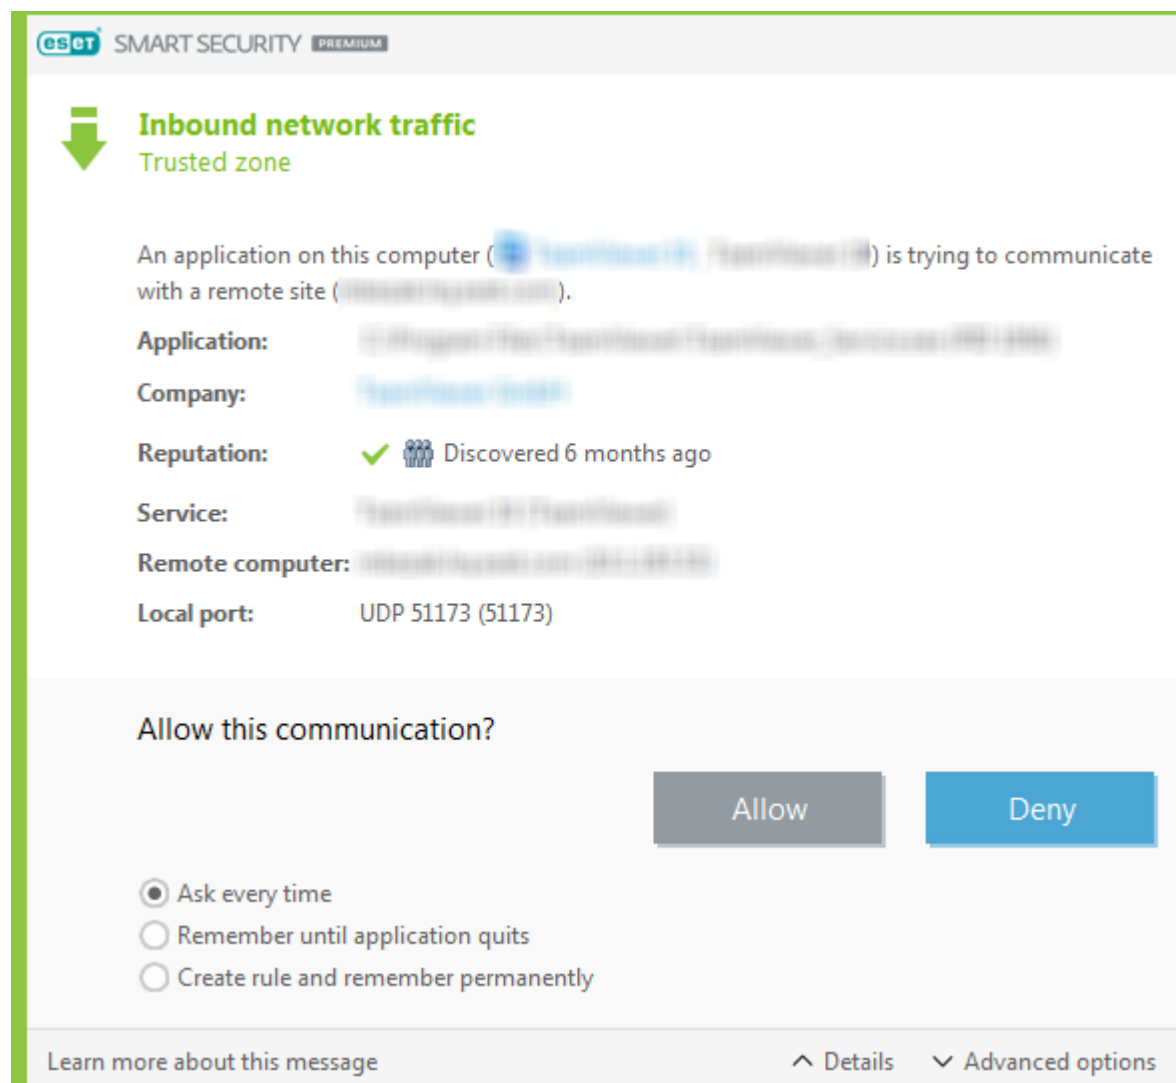 eset SMART SECURITY PREMIUM
Inbound network traffic
Trusted zone
An application on this computer ( ) is trying to communicate
with a remote site ( ).
Application:
Company:
Reputation: Discovered 6 months ago
Service:
Remote computer:
Local port: UDP 51173 (51173)
Allow this communication?
Allow Deny
Ask every time
Remember until application quits
Create rule and remember permanently
Learn more about this message Details Advanced options